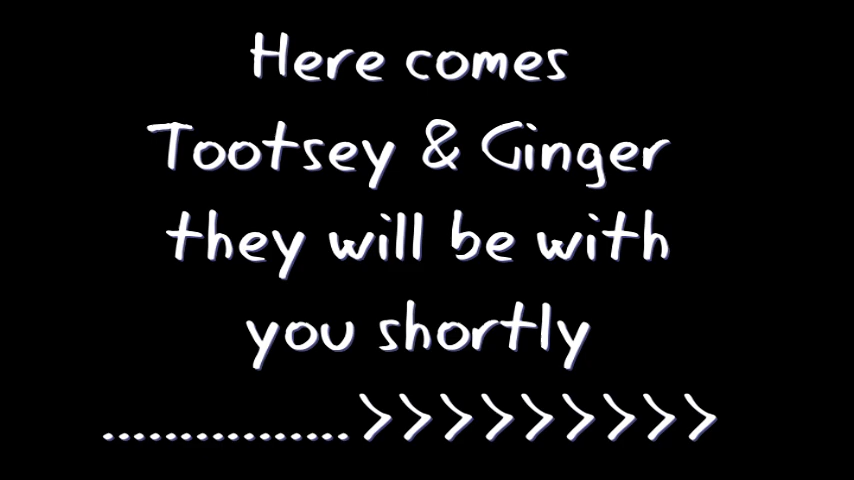 Here comes
Tootsey & Ginger
they will be with
you shortly
................>>>>>>>>>